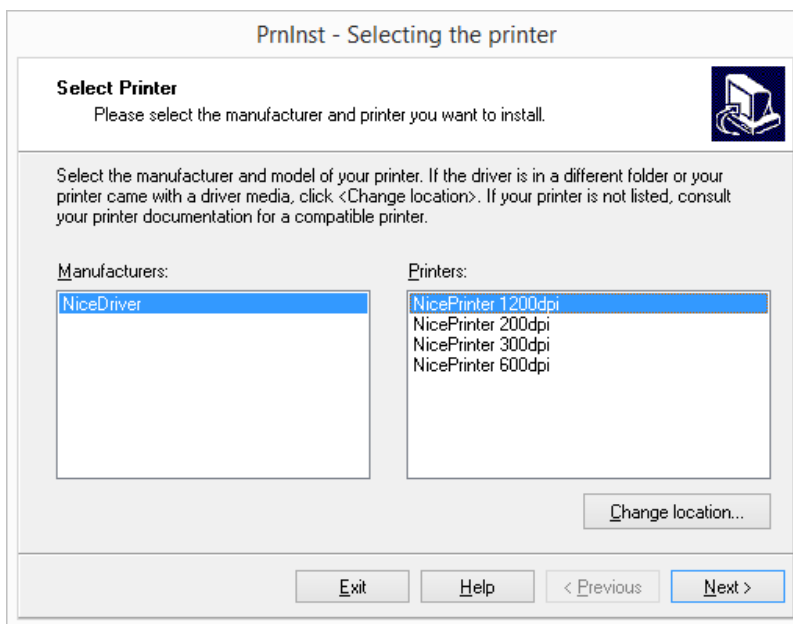 PrnInst - Selecting the printer
Select Printer
Please select the manufacturer and printer you want to install.
Select the manufacturer and model of your printer. If the driver is in a different folder or your
printer came with a driver media, click <Change location>. If your printer is not listed, consult
your printer documentation for a compatible printer.
Manufacturers:
NiceDriver
Printers:
NicePrinter 1200dpi
NicePrinter 200dpi
NicePrinter 300dpi
NicePrinter 600dpi
Change location...
Exit
Help
< Previous
Next >